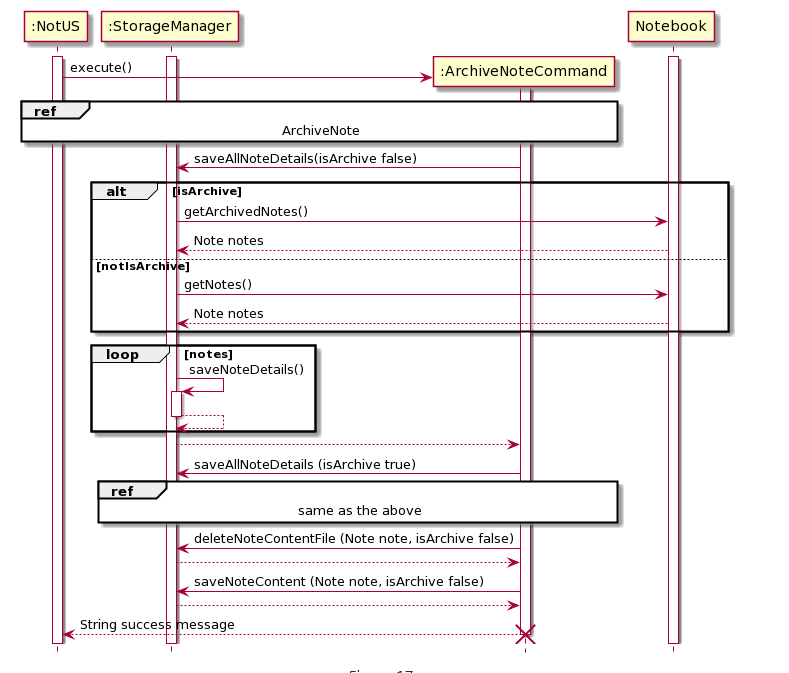 :NotUS
:StorageManager
Notebook
execute()
:ArchiveNoteCommand
ref
ArchiveNote
saveAllNoteDetails(isArchive false)
alt
[isArchive]
getArchivedNotes()
Note notes
[notIsArchive]
getNotes()
Note notes
loop
[notes]
saveNoteDetails()
saveAllNoteDetails (isArchive true)
ref
same as the above
deleteNoteContentFile (Note note, isArchive false)
saveNoteContent (Note note, isArchive false)
String success message